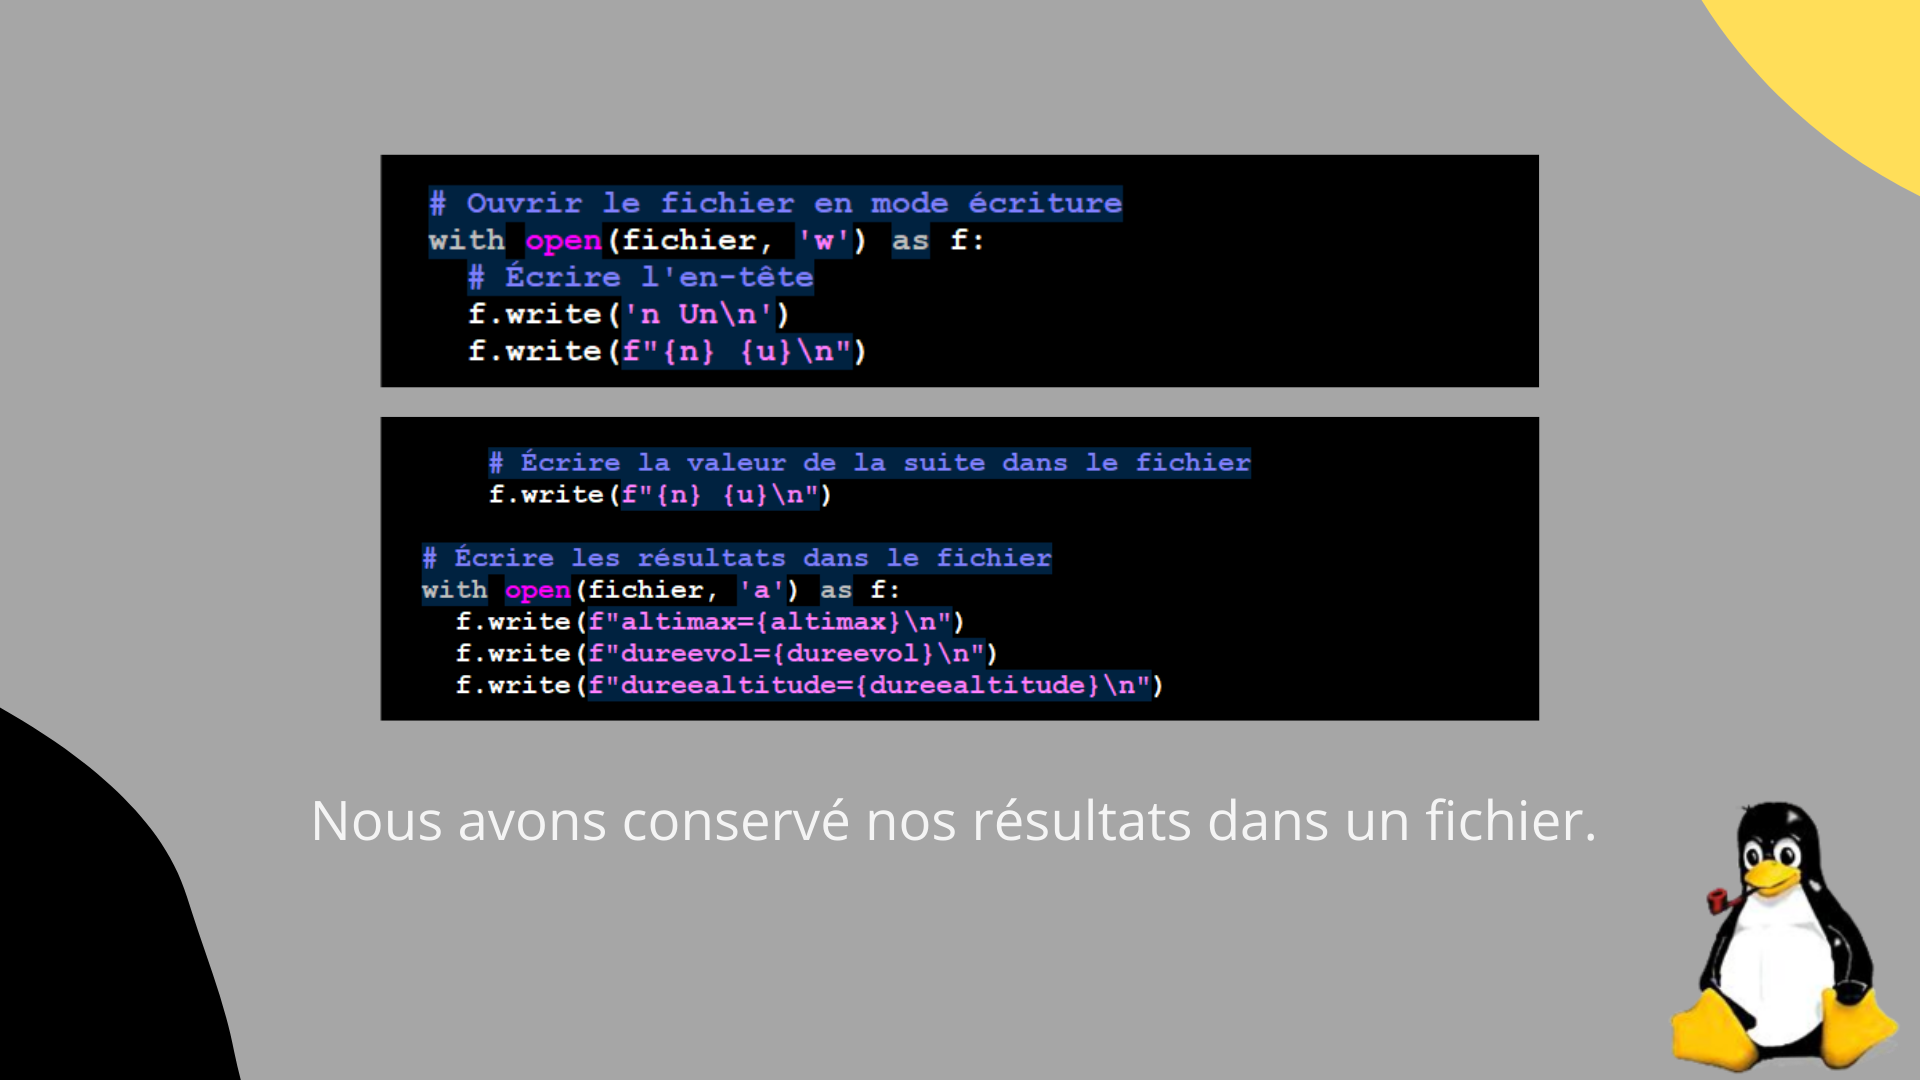 # Ouvrir le fichier en mode écriture
with open(fichier, 'w') as f:
# Écrire l'en-tête
f.write('n Un\n')
f.write(f"{n} {u}\n")
# Écrire la valeur de la suite dans le fichier
f.write(f"{n} {u}\n")
# Écrire les résultats dans le fichier
with open(fichier, 'a') as f:
f.write(f"altimax={altimax}\n")
f.write(f"dureevol={dureevol}\n")
f.write(f"dureealtitude={dureealtitude}\n")
Nous avons conservé nos résultats dans un fichier.